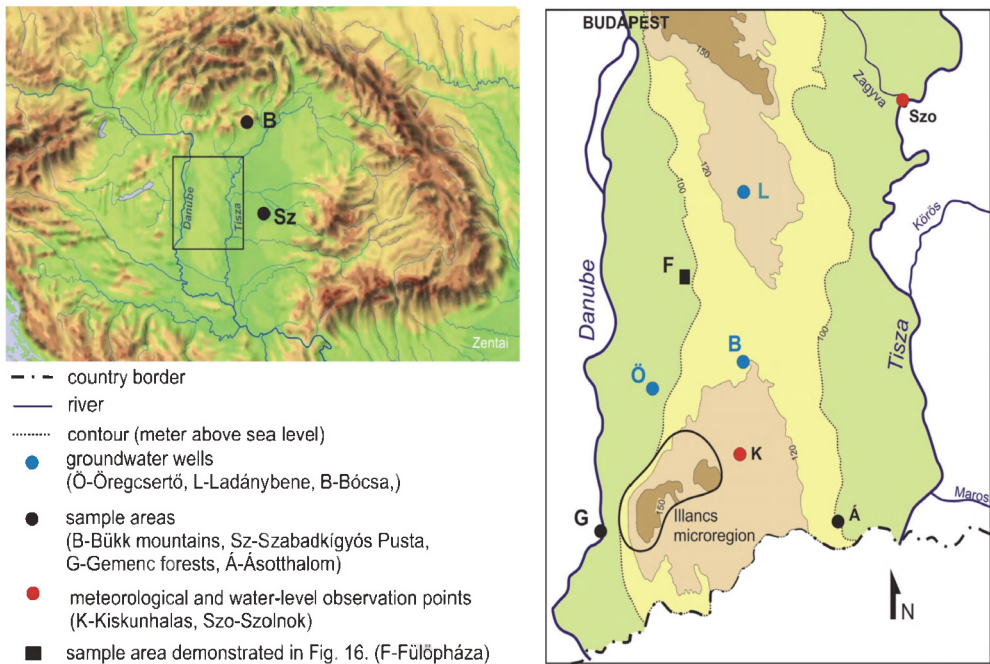 B
Sz
Danube
Tisza
Zentai
country border
river
contour (meter above sea level)
groundwater wells
(Ö-Öregcsertő, L-Ladánybene, B-Bócsa,)
sample areas
(B-Bükk mountains, Sz-Szabadkígyós Pusta,
G-Gemenc forests, Á-Ásotthalom)
meteorological and water-level observation points
(K-Kiskunhalas, Szo-Szolnok)
sample area demonstrated in Fig. 16. (F-Fülöpháza)
BUDAPEST
150
Zagyva
Szo
120
100
L
Körös
F
Danube
100
Tisza
B
Ö
120
K
150
Illancs
microregion
G
Á
Maros
N